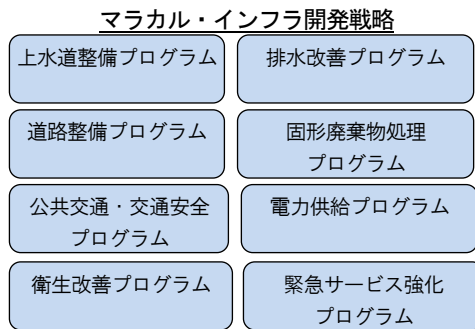 マラカル・インフラ開発戦略
上水道整備プログラム
排水改善プログラム
道路整備プログラム
固形廃棄物処理
プログラム
公共交通・交通安全
プログラム
電力供給プログラム
衛生改善プログラム
緊急サービス強化
プログラム